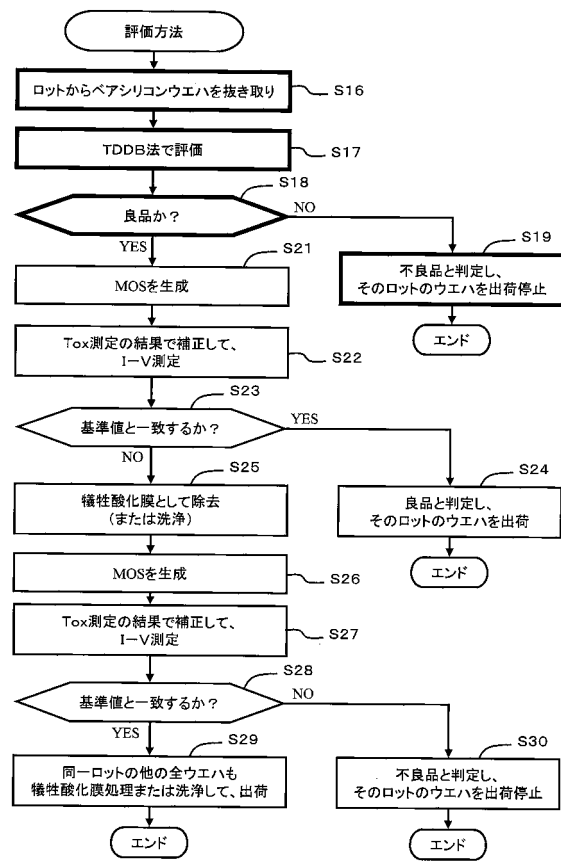 評価方法
ロットからベアシリコンウエハを抜き取り
S16
TDDB法で評価
S17
S18
良品か?
NO
YES
S19
不良品と判定し、
そのロットのウエハを出荷停止
エンド
S21
MOSを生成
Tox測定の結果で補正して、
I-V測定
S22
S23
基準値と一致するか?
YES
NO
S24
良品と判定し、
そのロットのウエハを出荷
エンド
S25
犠牲酸化膜として除去
(または洗浄)
MOSを生成
S26
Tox測定の結果で補正して、
I-V測定
S27
S28
基準値と一致するか?
NO
YES
S29
同一ロットの他の全ウエハも
犠牲酸化膜処理または洗浄して、出荷
エンド
S30
不良品と判定し、
そのロットのウエハを出荷停止
エンド